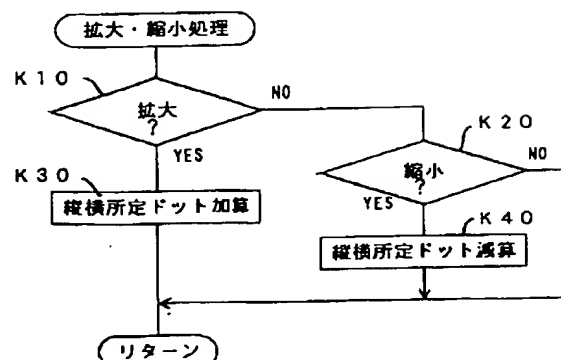 拡大・縮小処理
K10
拡大
?
NO
YES
K20
縮小
?
NO
YES
K30
縦横所定ドット加算
K40
縦横所定ドット減算
リターン